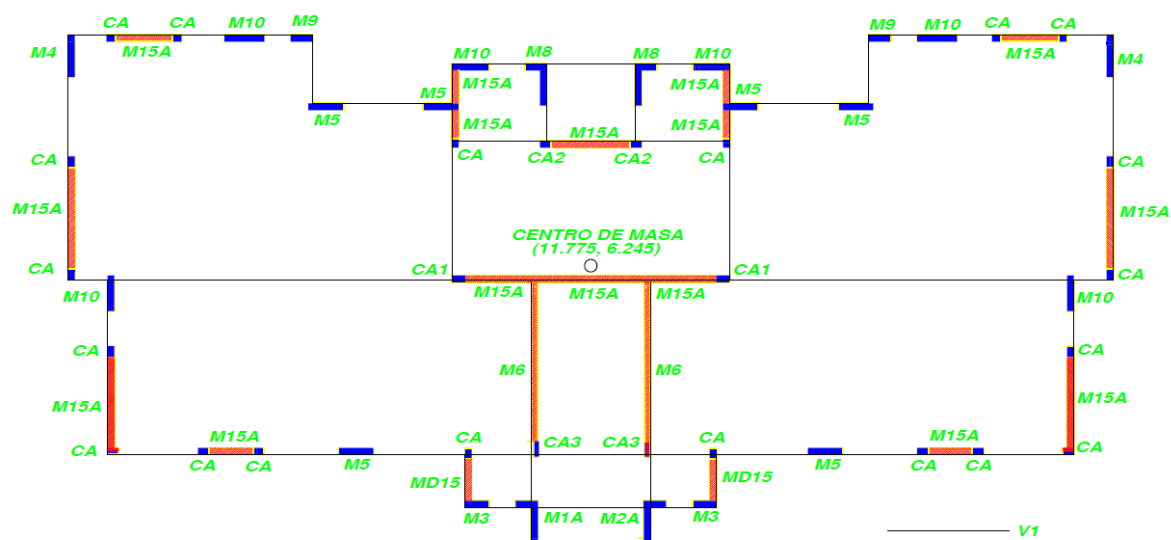 CA CA M10 M9
M4 M15A
M9 M10 CA CA
M15A M4
M10 M8 M8 M10
M15A M15A
M5 M5
M15A M15A M15A
M5 M5
CA CA CA2 CA2 CA CA
M15A M15A
CENTRO DE MASA
(11.775, 6.245)
CA CA1 CA1 CA
M15A M15A M15A
M10 M10
CA CA
M6 M6
M15A M15A
M15A M15A
CA CA CA3 CA3 CA CA
CA CA M5 M5 CA CA
MD15 MD15
M3 M1A M2A M3
V1